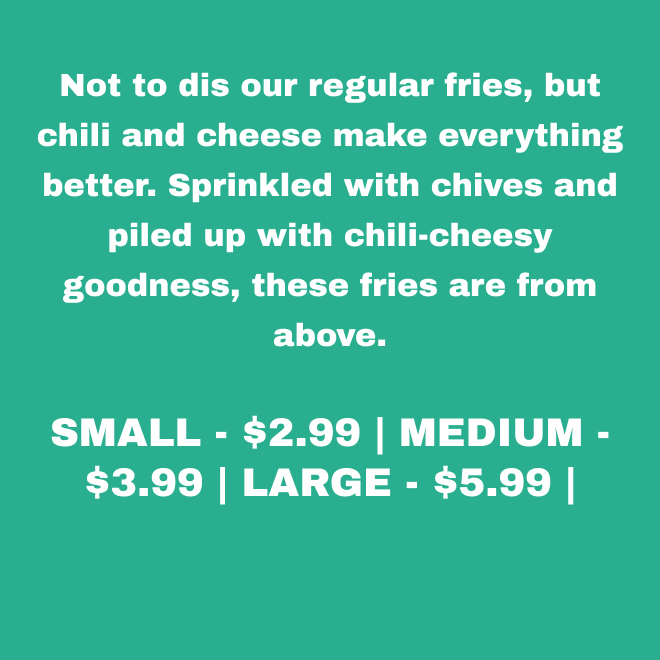 Not to dis our regular fries, but
chili and cheese make everything
better. Sprinkled with chives and
piled up with chili-cheesy
goodness, these fries are from
above.
SMALL - $2.99 | MEDIUM -
$3.99 | LARGE - $5.99 |